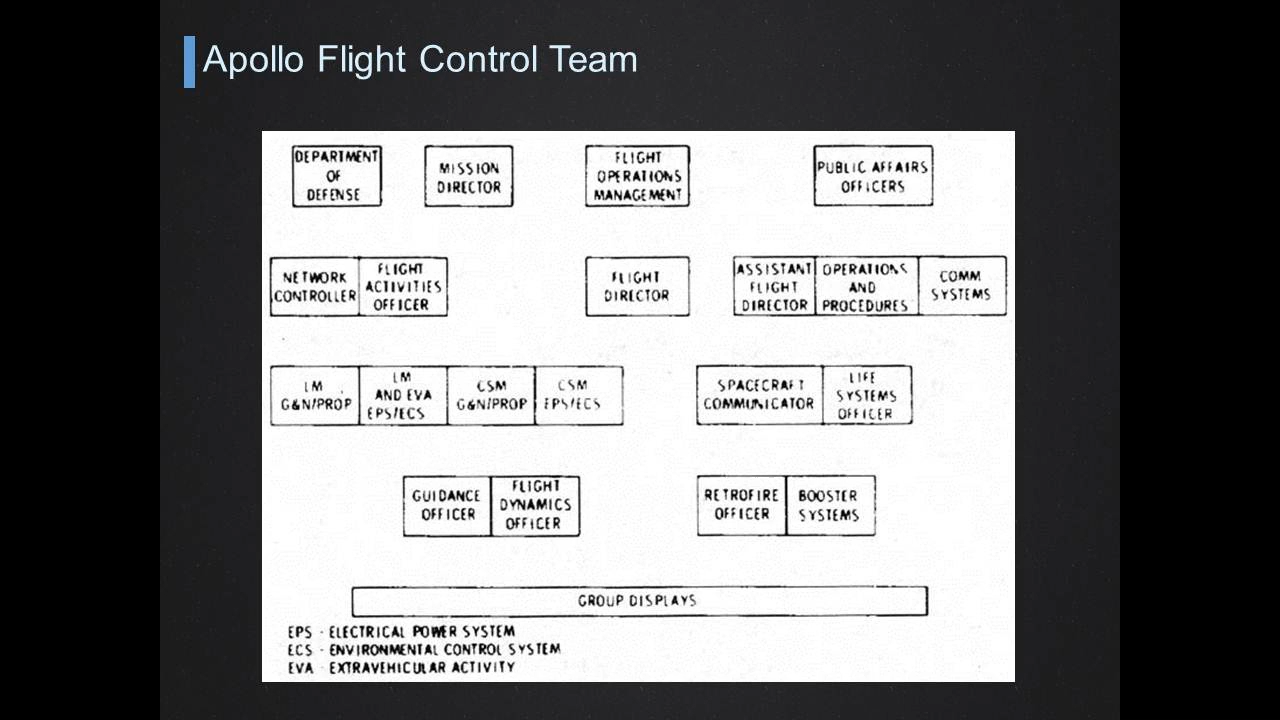 Apollo Flight Control Team
DEPARTMENT
OF
DEFENSE
MISSION
DIRECTOR
FLIGHT
OPERATIONS
MANAGEMENT
PUBLIC AFFAIRS
OFFICERS
NETWORK
CONTROLLER
FLIGHT
ACTIVITIES
OFFICER
FLIGHT
DIRECTOR
ASSISTANT
FLIGHT
DIRECTOR
OPERATIONS
AND
PROCEDURES
COMM
SYSTEMS
LM
G&N/PROP
LM
AND EVA
EPS/ECS
CSM
G&N/PROP
CSM
EPS/ECS
SPACECRAFT
COMMUNICATOR
LIFE
SYSTEMS
OFFICER
GUIDANCE
OFFICER
FLIGHT
DYNAMICS
OFFICER
RETROFIRE
OFFICER
BOOSTER
SYSTEMS
GROUP DISPLAYS
EPS - ELECTRICAL POWER SYSTEM
ECS - ENVIRONMENTAL CONTROL SYSTEM
EVA - EXTRAVEHICULAR ACTIVITY